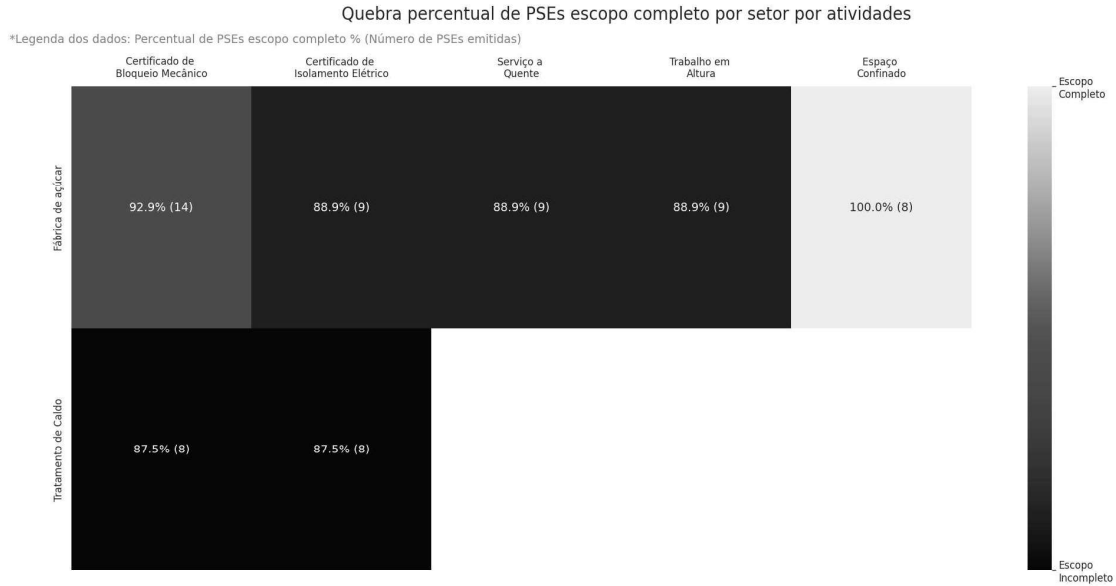 Quebra percentual de PSEs escopo completo por setor por atividades
*Legenda dos dados: Percentual de PSEs escopo completo % (Número de PSEs emitidas)
Certificado de
Bloqueio Mecânico
Certificado de
Isolamento Elétrico
Serviço a
Quente
Trabalho em
Altura
Espaço
Confinado
Escopo
Completo
Fábrica de açúcar
92.9% (14)
88.9% (9)
88.9% (9)
88.9% (9)
100.0% (8)
Tratamento de Caldo
87.5% (8)
87.5% (8)
Escopo
Incompleto